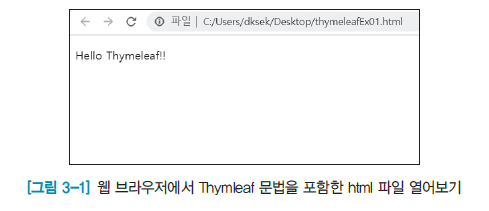 파일 | C:/Users/dksek/Desktop/thymeleafEx01.html
Hello Thymeleaf!!
[그림 3-1] 웹 브라우저에서 Thymleaf 문법을 포함한 html 파일 열어보기